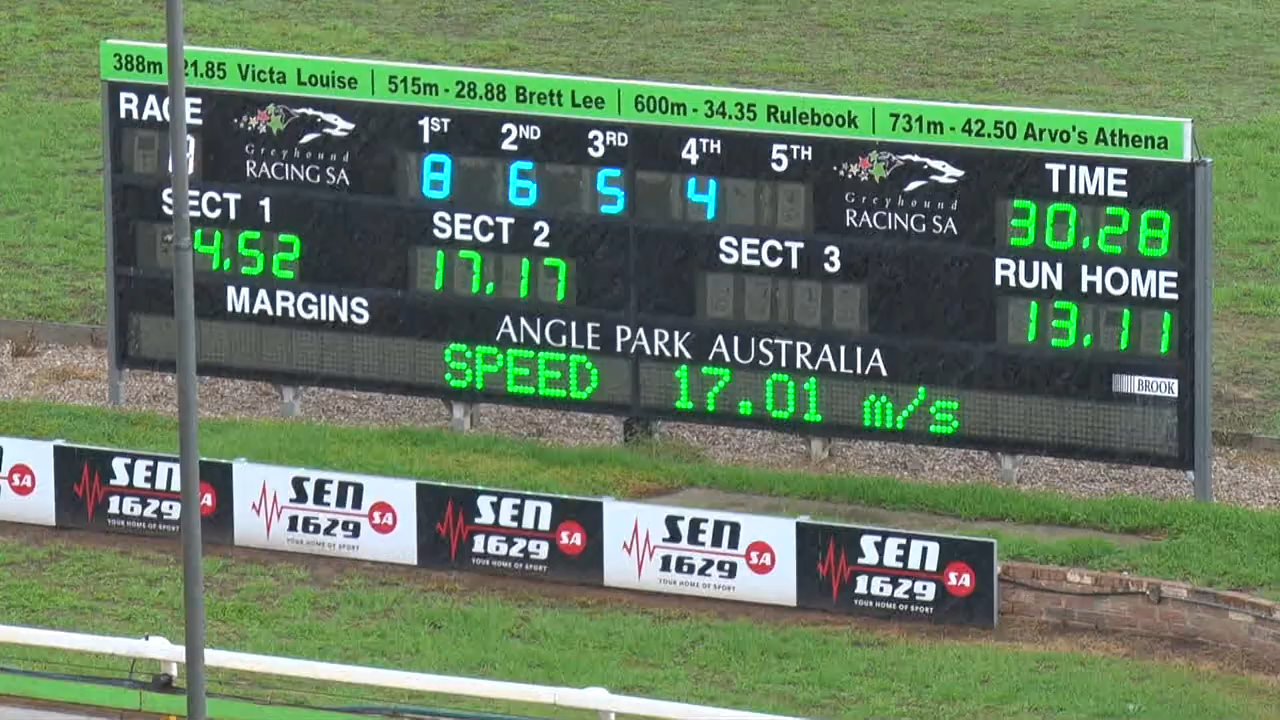 388m - 21.85 Victa Louise | 515m - 28.88 Brett Lee | 600m - 34.35 Rulebook | 731m - 42.50 Arvo's Athena
RACE
Greyhound
RACING SA
1ST 2ND 3RD 4TH 5TH
8 6 5 4
Greyhound
RACING SA
TIME
30.28
SECT 1
4.52
SECT 2
17.17
SECT 3
RUN HOME
13.11
MARGINS
ANGLE PARK AUSTRALIA
SPEED 17.01 m/s
BROOK
SA
SEN
1629
SA
YOUR HOME OF SPORT
SEN
1629
SA
YOUR HOME OF SPORT
SEN
1629
SA
YOUR HOME OF SPORT
SEN
1629
SA
YOUR HOME OF SPORT
SEN
1629
SA
YOUR HOME OF SPORT